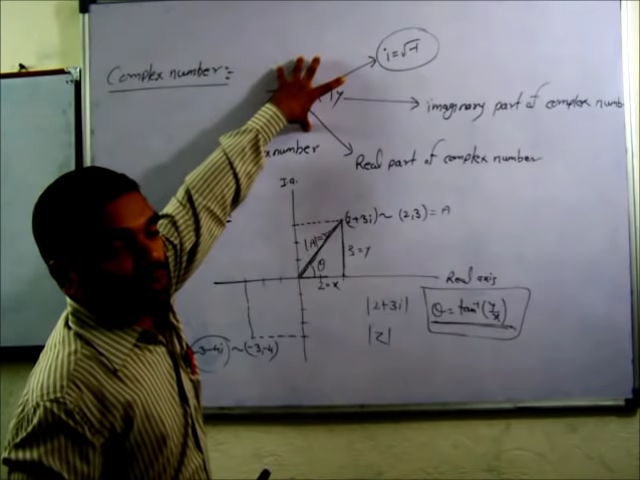 Complex number:=
i=√-1
iy → imaginary part of complex numb
x number
Real part of complex number
I.a.
(2+3i) ~ (2,3) = A
|A|=r
3=y
θ
2=x
Real axis
|2+3i|
θ = tan⁻¹(y/x)
|z|
-3-4i) ~ (-3,-4)